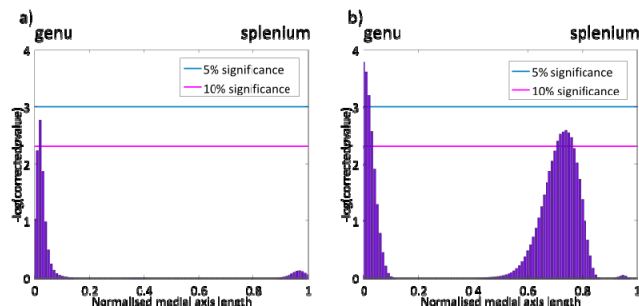 a)
genu splenium
4
3
2
1
0
-log(corrected pvalue)
5% significance
10% significance
0 0.2 0.4 0.6 0.8 1
Normalised medial axis length
b)
genu splenium
4
3
2
1
0
-log(corrected pvalue)
5% significance
10% significance
0 0.2 0.4 0.6 0.8 1
Normalised medial axis length